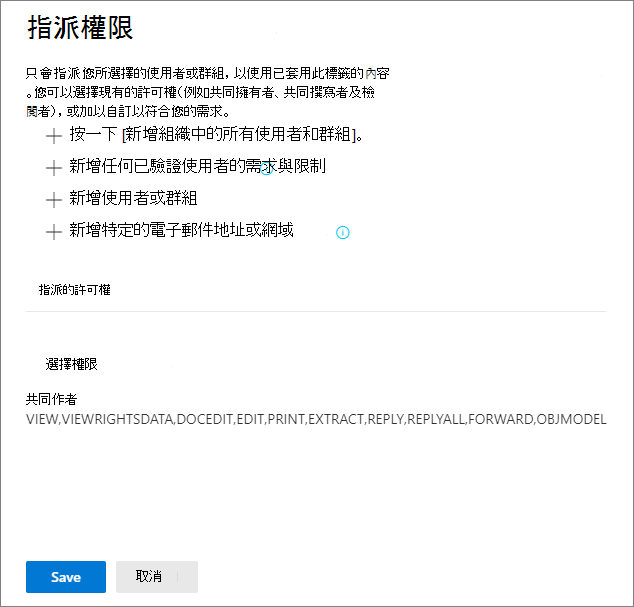 指派權限
只會指派您所選擇的使用者或群組，以使用已套用此標籤的內容
。您可以選擇現有的許可權(例如共同擁有者、共同撰寫者及檢
閱者)，或加以自訂以符合您的需求。
按一下 [新增組織中的所有使用者和群組]。
新增任何已驗證使用者的需求與限制
新增使用者或群組
新增特定的電子郵件地址或網域
指派的許可權
選擇權限
共同作者
VIEW,VIEWRIGHTSDATA,DOCEDIT,EDIT,PRINT,EXTRACT,REPLY,REPLYALL,FORWARD,OBJMODEL
Save 取消